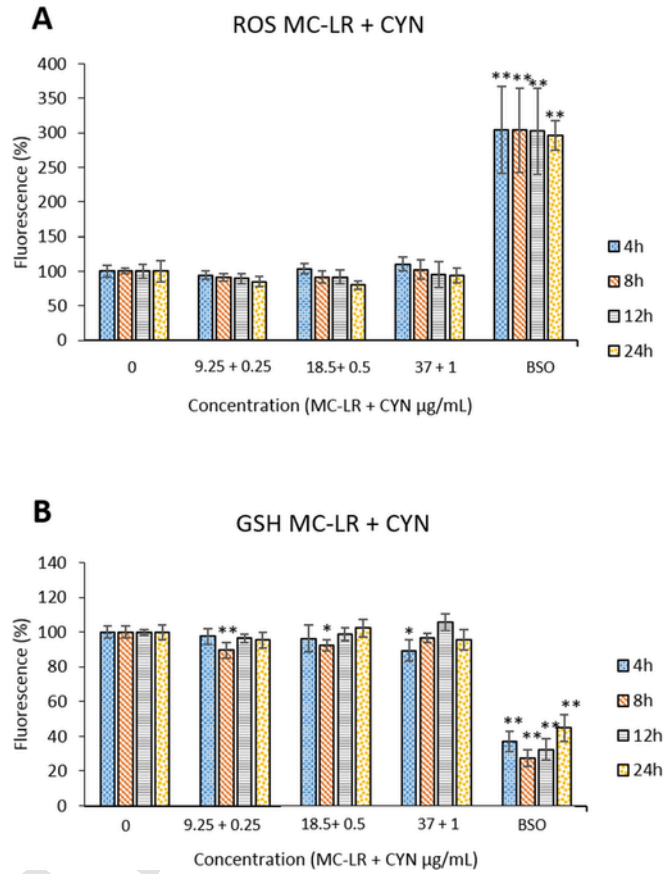 A
ROS MC-LR + CYN
400
350
300
250
200
150
100
50
0
Fluorescence (%)
** ** ** **
0 9.25 + 0.25 18.5+ 0.5 37 + 1 BSO
Concentration (MC-LR + CYN µg/mL)
4h
8h
12h
24h
B
GSH MC-LR + CYN
140
120
100
80
60
40
20
0
Fluorescence (%)
** * *
** ** ** **
0 9.25 + 0.25 18.5+ 0.5 37 + 1 BSO
Concentration (MC-LR + CYN µg/mL)
4h
8h
12h
24h